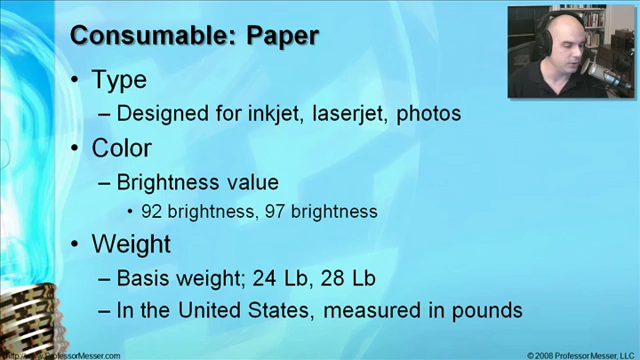 Consumable: Paper
• Type
– Designed for inkjet, laserjet, photos
• Color
– Brightness value
• 92 brightness, 97 brightness
• Weight
– Basis weight; 24 Lb, 28 Lb
– In the United States, measured in pounds
http://www.ProfessorMesser.com
© 2008 Professor Messer, LLC